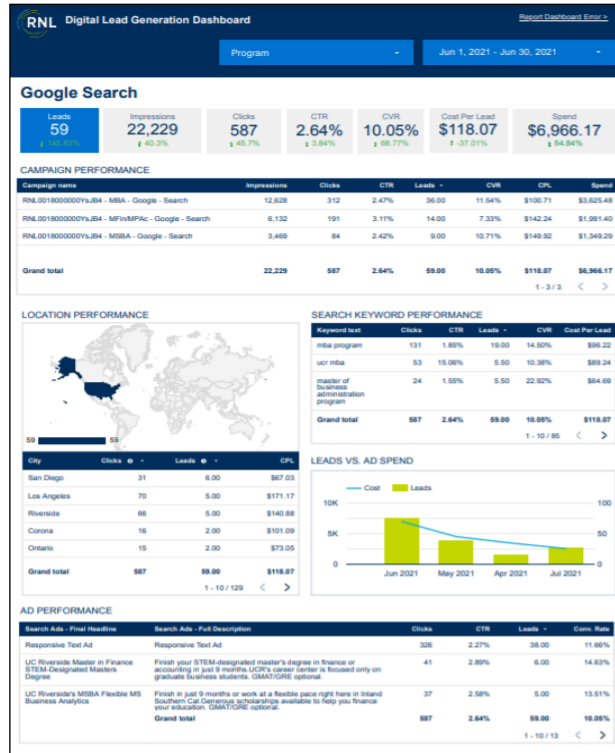 RNL Digital Lead Generation Dashboard
Report Dashboard Error >
Program
Jun 1, 2021 - Jun 30, 2021
Google Search
Leads Impressions Clicks CTR CVR Cost Per Lead Spend
59 22,229 587 2.64% 10.05% $118.07 $6,966.17
40.3% 45.7% 3.84% 68.77% -37.01% 54.84%
CAMPAIGN PERFORMANCE
Campaign name Impressions Clicks CTR Leads CVR CPL Spend
RNL0018000000YsJB4 - MBA - Google - Search 12,628 312 2.47% 36.00 11.54% $100.71 $3,625.48
RNL0018000000YsJB4 - MFin/MPAc - Google - Search 6,132 191 3.11% 14.00 7.33% $142.24 $1,991.40
RNL0018000000YsJB4 - MSBA - Google - Search 3,469 84 2.42% 9.00 10.71% $149.92 $1,349.29
Grand total 22,229 587 2.64% 59.00 10.05% $118.07 $6,966.17
1 - 3 / 3 < >
LOCATION PERFORMANCE
59 59
City Clicks Leads CPL
San Diego 31 6.00 $67.03
Los Angeles 70 5.00 $171.17
Riverside 66 5.00 $140.88
Corona 16 2.00 $101.09
Ontario 15 2.00 $73.05
Grand total 587 59.00 $118.07
1 - 10 / 129 < >
SEARCH KEYWORD PERFORMANCE
Keyword text Clicks CTR Leads CVR Cost Per Lead
mba program 131 1.85% 19.00 14.50% $96.22
ucr mba 53 15.06% 5.50 10.38% $89.24
master of 24 1.55% 5.50 22.92% $64.69
business
administration
program
Grand total 587 2.64% 59.00 10.05% $118.07
1 - 10 / 85 < >
LEADS VS. AD SPEND
Cost Leads
10K 100
5K 50
0 0
Jun 2021 May 2021 Apr 2021 Jul 2021
AD PERFORMANCE
Search Ads - Final Headline Search Ads - Full Description Clicks CTR Leads Conv. Rate
Responsive Text Ad Responsive Text Ad 326 2.27% 38.00 11.66%
UC Riverside Master in Finance Finish your STEM-designated master's degree in finance or 41 2.89% 6.00 14.63%
STEM-Designated Masters accounting in just 9 months.UCR's career center is focused only on
Degree graduate business students. GMAT/GRE optional.
UC Riverside's MSBA Flexible MS Finish in just 9 months or work at a flexible pace right here in Inland 37 2.58% 5.00 13.51%
Business Analytics Southern Cal.Generous scholarships available to help you finance
your education. GMAT/GRE optional.
Grand total 587 2.64% 59.00 10.05%
1 - 10 / 13 < >